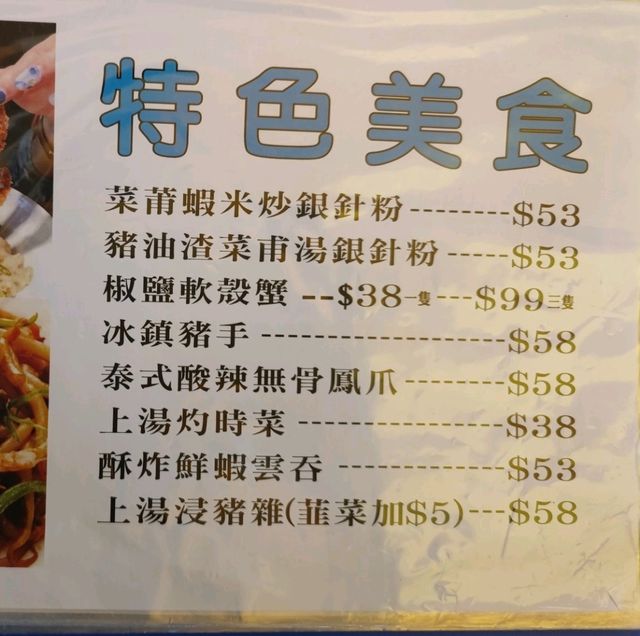 特色美食
菜莆蝦米炒銀針粉--------$53
豬油渣菜甫湯銀針粉-----$53
椒鹽軟殼蟹--$38一隻---$99三隻
冰鎮豬手-------------------$58
泰式酸辣無骨鳳爪--------$58
上湯灼時菜----------------$38
酥炸鮮蝦雲吞-------------$53
上湯浸豬雜(韮菜加$5)---$58